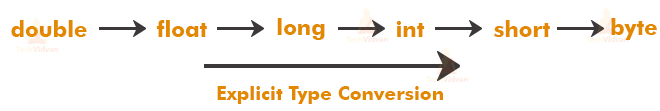 double float long int short byte
Explicit Type Conversion